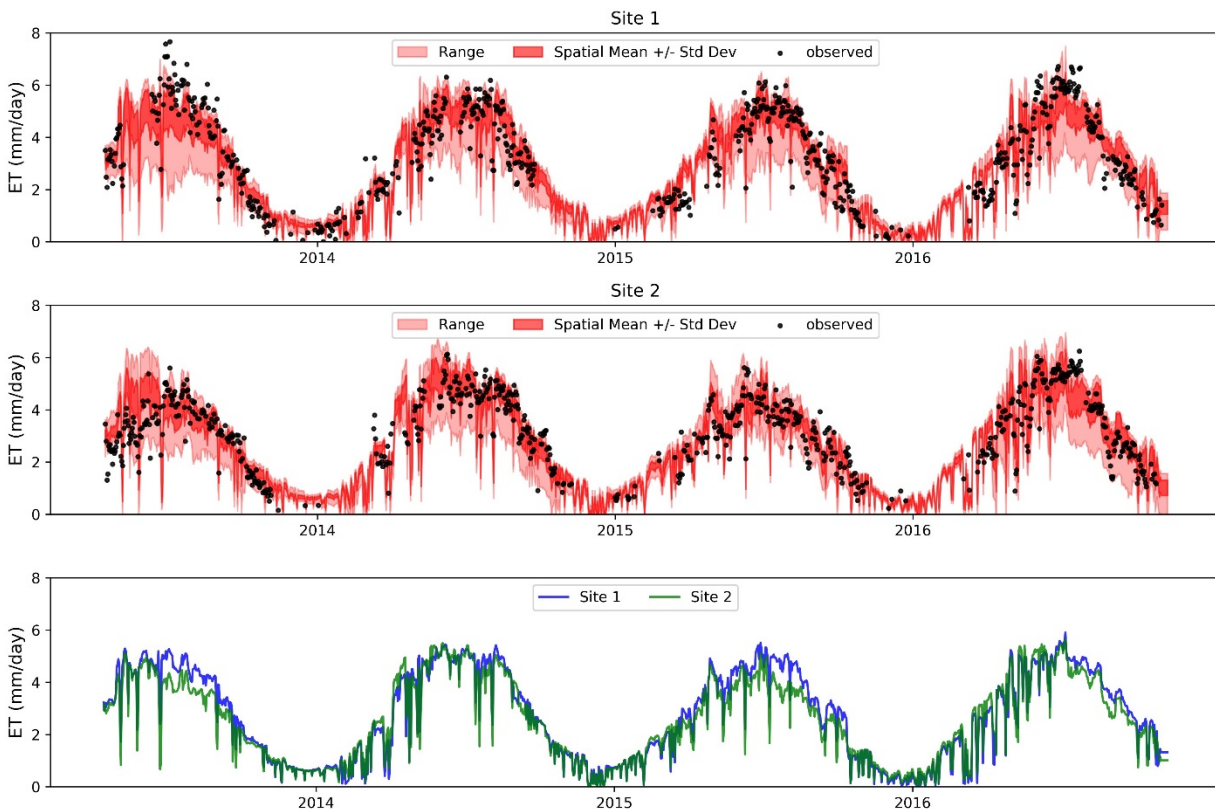 Site 1
8
Range Spatial Mean +/- Std Dev observed
6
4
2
0
ET (mm/day)
2014 2015 2016
Site 2
8
Range Spatial Mean +/- Std Dev observed
6
4
2
0
ET (mm/day)
2014 2015 2016
8
Site 1 Site 2
6
4
2
0
ET (mm/day)
2014 2015 2016